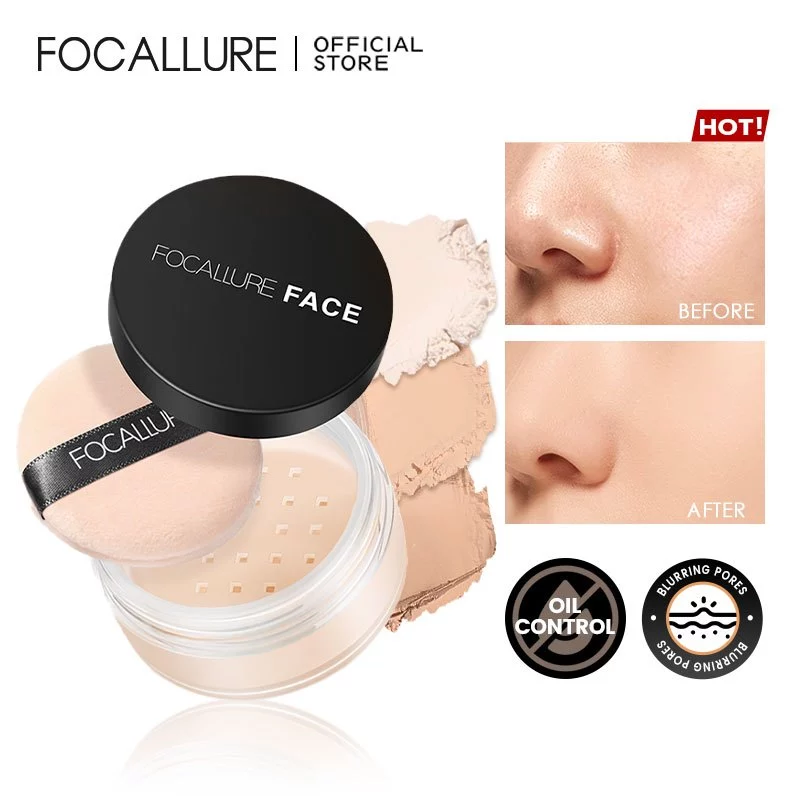 FOCALLURE
OFFICIAL
STORE
HOT!
FOCALLURE FACE
BEFORE
FOCALLURE
AFTER
OIL
CONTROL
BLURRING PORES
BLURRING PORES